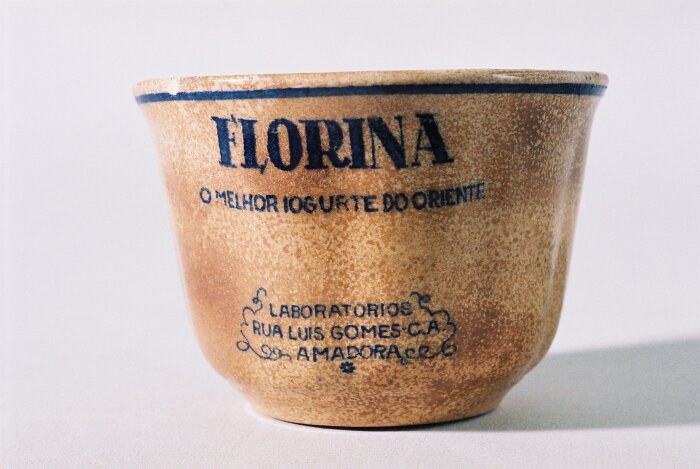 FLORINA
O MELHOR IOGURTE DO ORIENTE
LABORATORIOS
RUA LUIS GOMES-C.A.
AMADORA